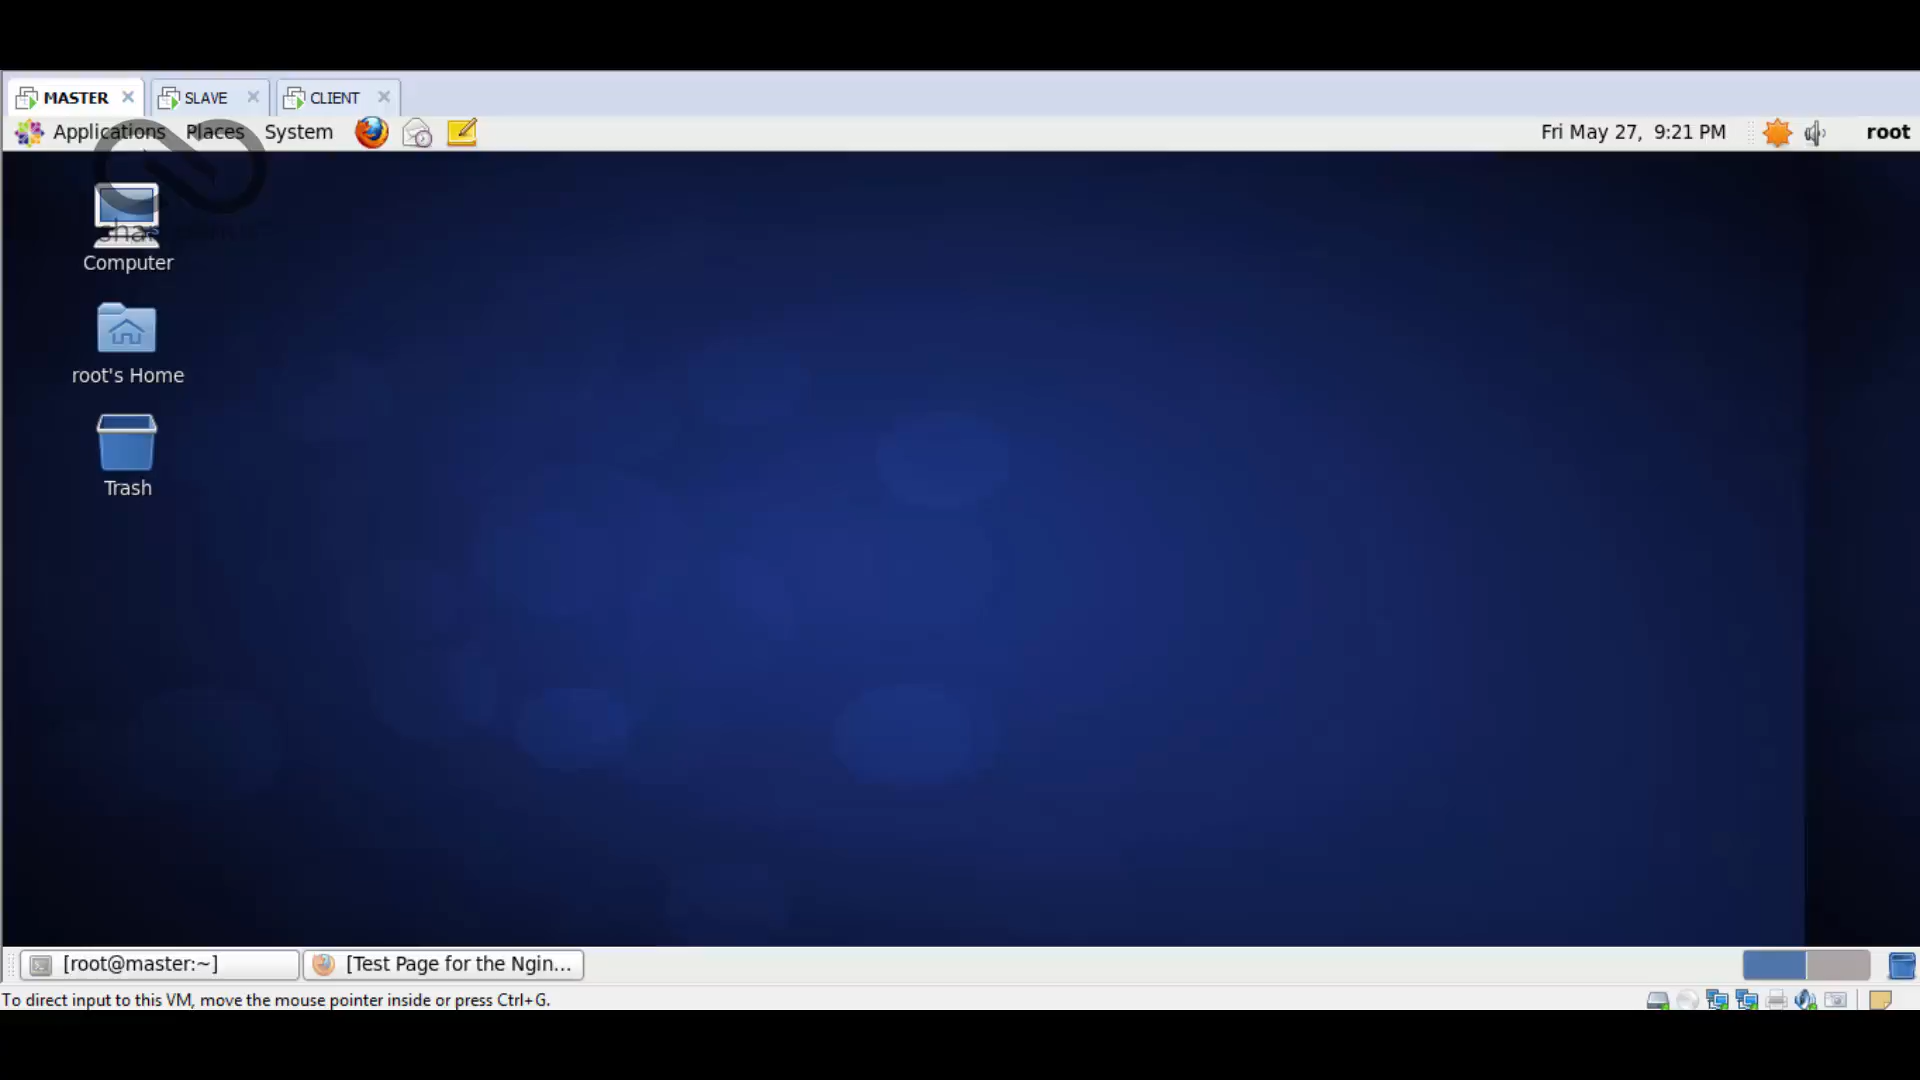 MASTER SLAVE CLIENT
Applications Places System Fri May 27, 9:21 PM root
Computer
root's Home
Trash
[root@master:~] [Test Page for the Ngin...
To direct input to this VM, move the mouse pointer inside or press Ctrl+G.